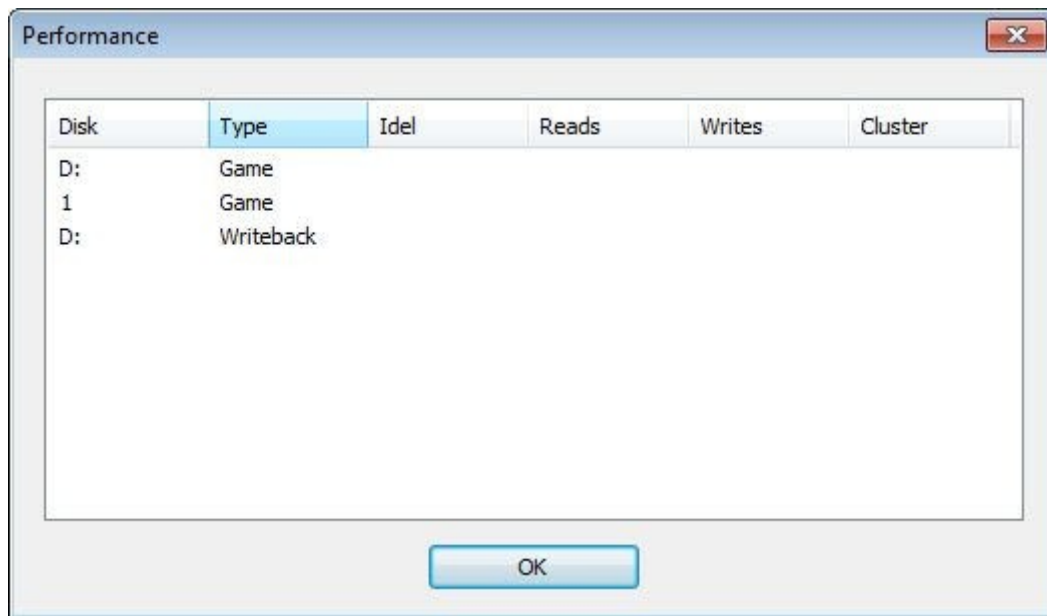 Performance
Disk Type Idel Reads Writes Cluster
D: Game
1 Game
D: Writeback
OK